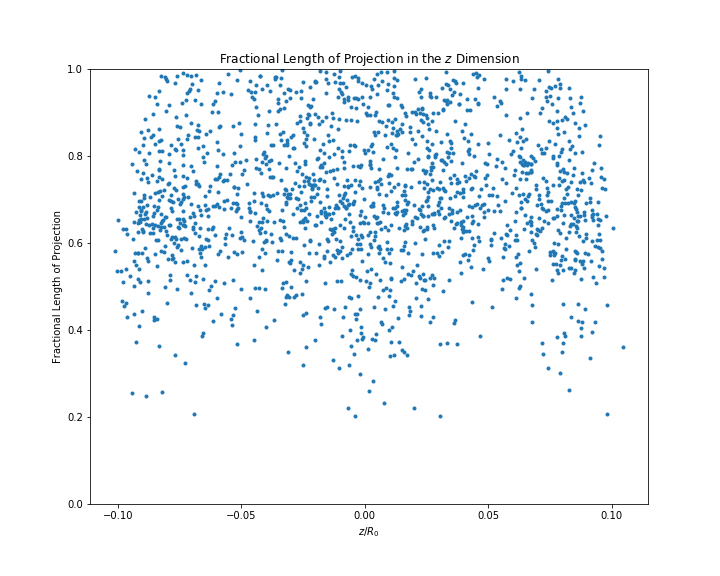 Fractional Length of Projection in the z Dimension
1.0
0.8
0.6
0.4
0.2
0.0
Fractional Length of Projection
−0.10 −0.05 0.00 0.05 0.10
z/R₀